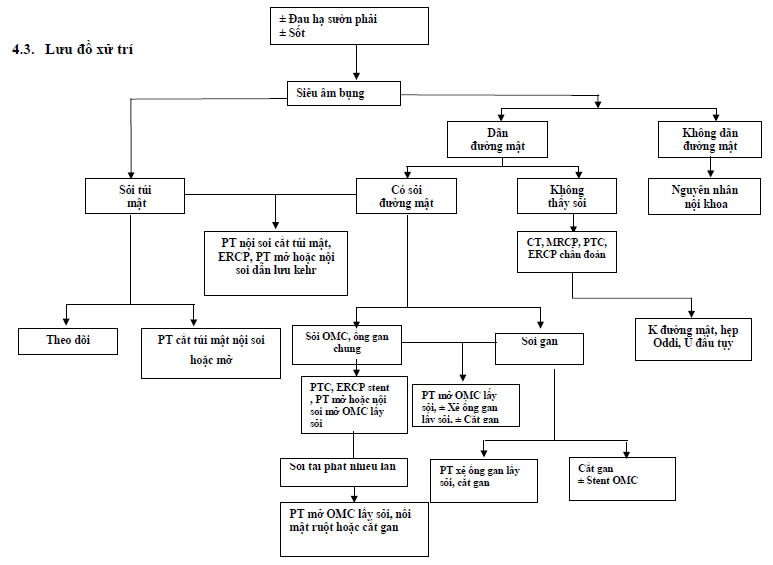 ± Đau hạ sườn phải
± Sốt
4.3. Lưu đồ xử trí
Siêu âm bụng
Dãn
đường mật
Không dãn
đường mật
Sỏi túi
mật
Có sỏi
đường mật
Không
thấy sỏi
Nguyên nhân
nội khoa
PT nội soi cắt túi mật,
ERCP, PT mở hoặc nội
soi dẫn lưu kehr
CT, MRCP, PTC,
ERCP chẩn đoán
Theo dõi
PT cắt túi mật nội soi
hoặc mở
Sỏi OMC, ống gan
chung
Sỏi gan
K đường mật, hẹp
Oddi, U đầu tụy
PTC, ERCP stent
, PT mở hoặc nội
soi mở OMC lấy
sỏi
PT mở OMC lấy
sỏi, ± Xẻ ống gan
lấy sỏi, ± Cắt gan
Sỏi tái phát nhiều lần
PT xẻ ống gan lấy
sỏi, cắt gan
Cắt gan
± Stent OMC
PT mở OMC lấy sỏi, nối
mật ruột hoặc cắt gan